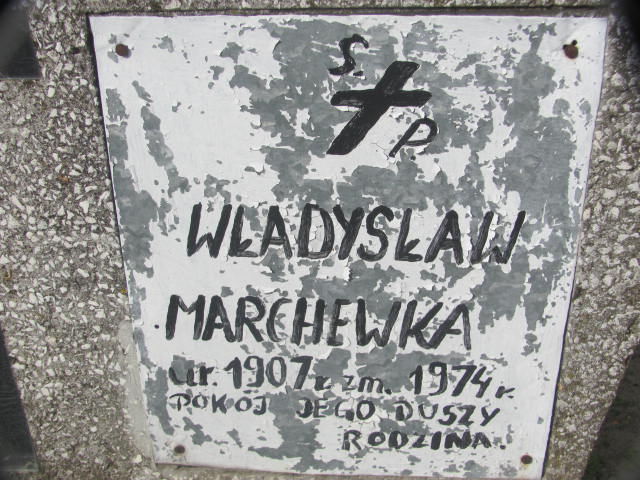 Ś. P.
WŁADYSŁAW
MARCHEWKA
ur. 1907 r. zm. 1974 r.
POKÓJ JEGO DUSZY
RODZINA.